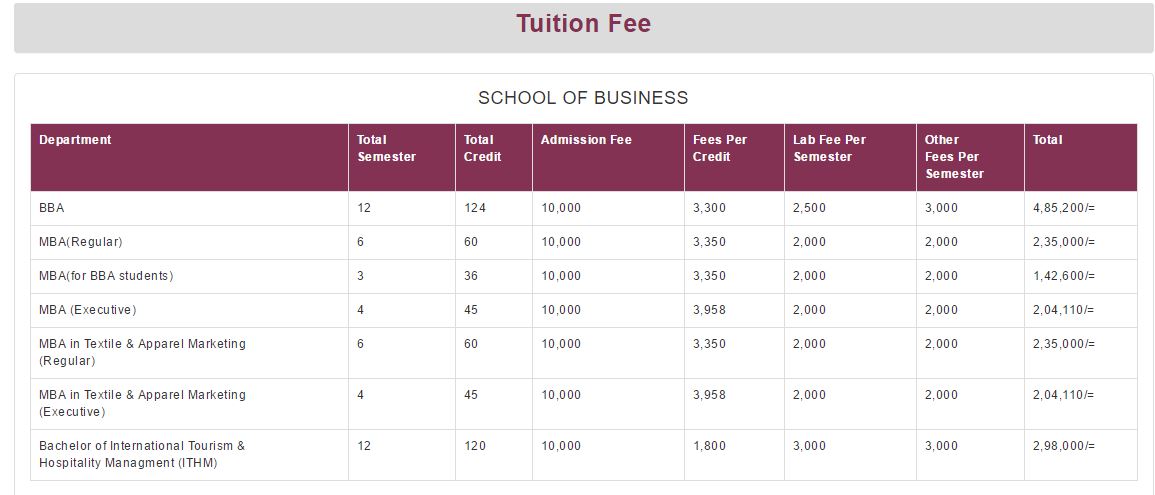 Tuition Fee
SCHOOL OF BUSINESS
Department Total Semester Total Credit Admission Fee Fees Per Credit Lab Fee Per Semester Other Fees Per Semester Total
BBA 12 124 10,000 3,300 2,500 3,000 4,85,200/=
MBA(Regular) 6 60 10,000 3,350 2,000 2,000 2,35,000/=
MBA(for BBA students) 3 36 10,000 3,350 2,000 2,000 1,42,600/=
MBA (Executive) 4 45 10,000 3,958 2,000 2,000 2,04,110/=
MBA in Textile & Apparel Marketing 6 60 10,000 3,350 2,000 2,000 2,35,000/=
(Regular)
MBA in Textile & Apparel Marketing 4 45 10,000 3,958 2,000 2,000 2,04,110/=
(Executive)
Bachelor of International Tourism & 12 120 10,000 1,800 3,000 3,000 2,98,000/=
Hospitality Managment (ITHM)